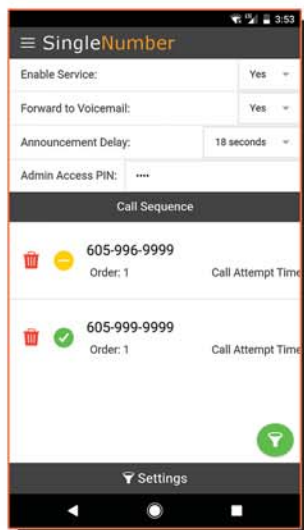 3:53
SingleNumber
Enable Service: Yes
Forward to Voicemail: Yes
Announcement Delay: 18 seconds
Admin Access PIN: ••••
Call Sequence
605-996-9999
Order: 1 Call Attempt Time
605-999-9999
Order: 1 Call Attempt Time
Settings